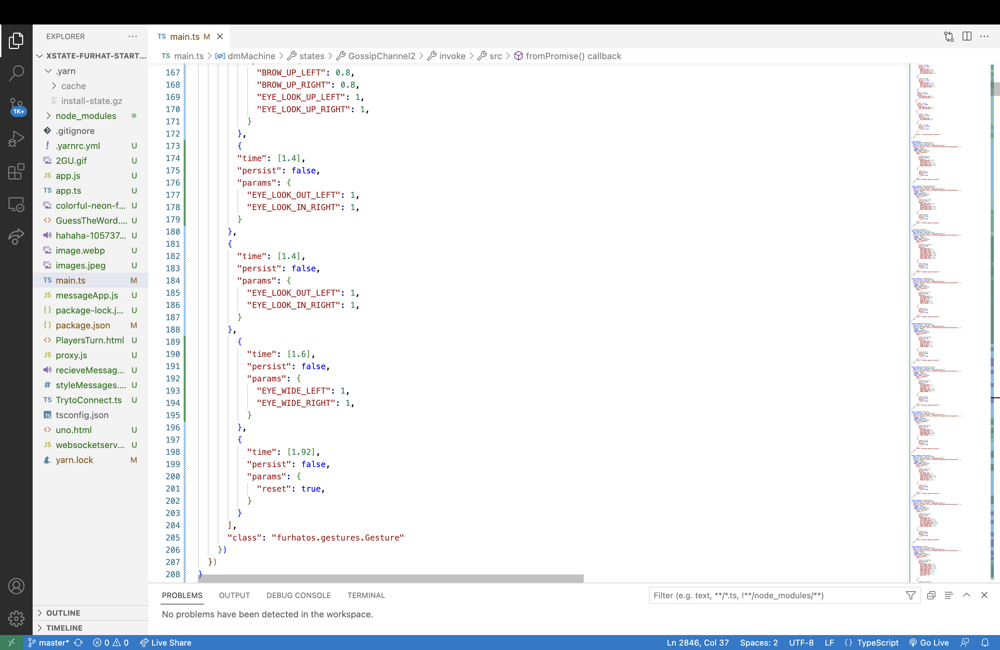 EXPLORER
XSTATE-FURHAT-START...
.yarn
cache
install-state.gz
node_modules
.gitignore
.yarnrc.yml U
2GU.gif U
JS app.js U
TS app.ts U
colorful-neon-f... U
GuessTheWord.... U
hahaha-105737... U
image.webp U
images.jpeg U
TS main.ts M
JS messageApp.js U
{} package-lock.j... U
{} package.json M
PlayersTurn.html U
JS proxy.js U
recieveMessag... U
# styleMessages.... U
TS TrytoConnect.ts U
TS tsconfig.json
uno.html U
JS websocketserv... U
yarn.lock M
OUTLINE
TIMELINE
1K+
TS main.ts M
TS main.ts > dmMachine > states > GossipChannel2 > invoke > src > fromPromise() callback
167 "BROW_UP_LEFT": 0.8,
168 "BROW_UP_RIGHT": 0.8,
169 "EYE_LOOK_UP_LEFT": 1,
170 "EYE_LOOK_UP_RIGHT": 1,
171 }
172 },
173 {
174 "time": [1.4],
175 "persist": false,
176 "params": {
177 "EYE_LOOK_OUT_LEFT": 1,
178 "EYE_LOOK_IN_RIGHT": 1,
179 }
180 },
181 {
182 "time": [1.4],
183 "persist": false,
184 "params": {
185 "EYE_LOOK_OUT_LEFT": 1,
186 "EYE_LOOK_IN_RIGHT": 1,
187 }
188 },
189 {
190 "time": [1.6],
191 "persist": false,
192 "params": {
193 "EYE_WIDE_LEFT": 1,
194 "EYE_WIDE_RIGHT": 1,
195 }
196 },
197 {
198 "time": [1.92],
199 "persist": false,
200 "params": {
201 "reset": true,
202 }
203 }
204 ],
205 "class": "furhatos.gestures.Gesture"
206 })
207 })
208 }
PROBLEMS OUTPUT DEBUG CONSOLE TERMINAL
Filter (e.g. text, **/*.ts, !**/node_modules/**)
No problems have been detected in the workspace.
master* 0 0 Live Share
Ln 2846, Col 37 Spaces: 2 UTF-8 LF {} TypeScript Go Live